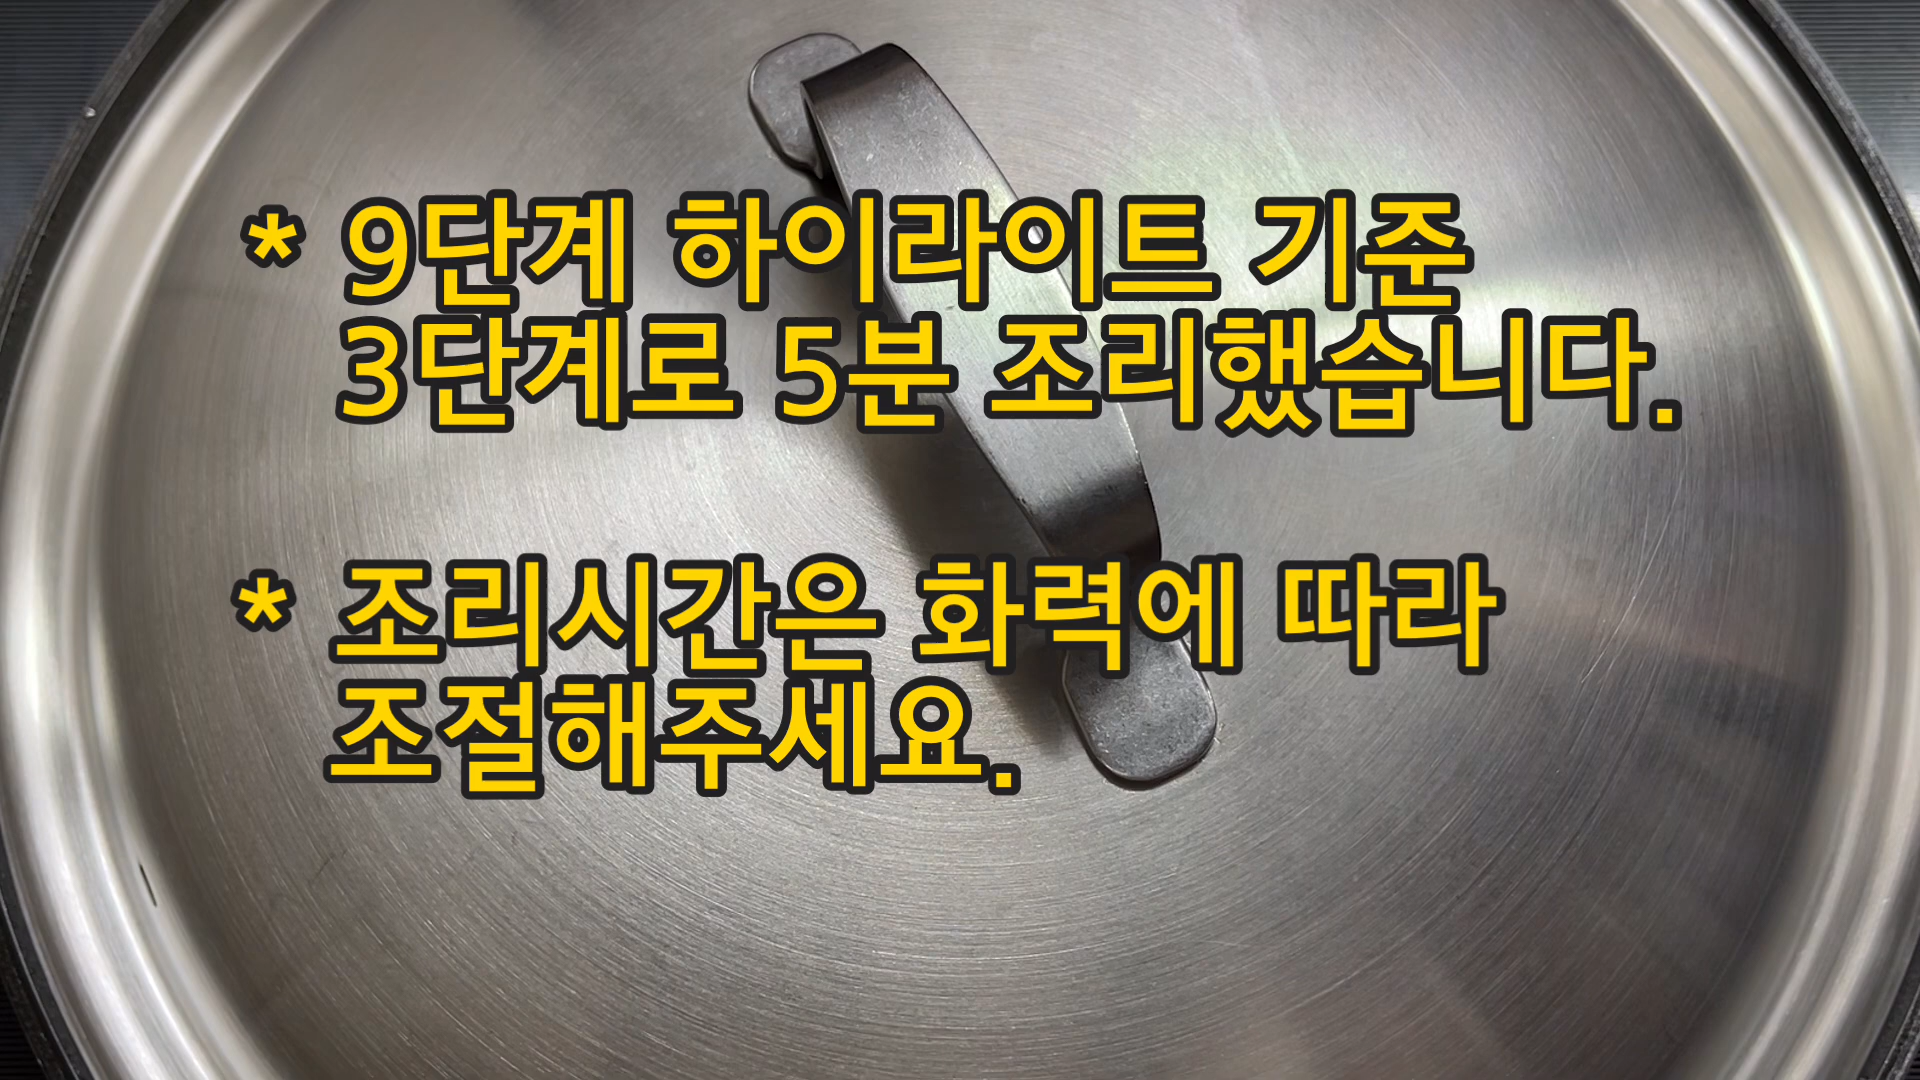 * 9단계 하이라이트 기준
3단계로 5분 조리했습니다.
* 조리시간은 화력에 따라
조절해주세요.